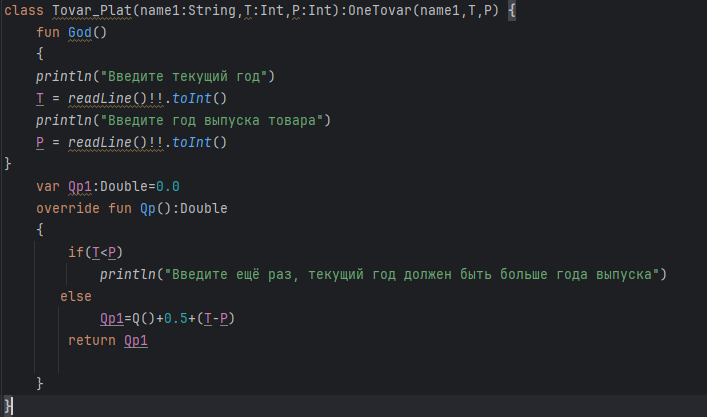 class Tovar_Plat(name1:String,T:Int,P:Int):OneTovar(name1,T,P) {
fun God()
{
println("Введите текущий год")
T = readLine()!!.toInt()
println("Введите год выпуска товара")
P = readLine()!!.toInt()
}
var Qp1:Double=0.0
override fun Qp():Double
{
if(T<P)
println("Введите ещё раз, текущий год должен быть больше года выпуска")
else
Qp1=Q()+0.5+(T-P)
return Qp1
}
}